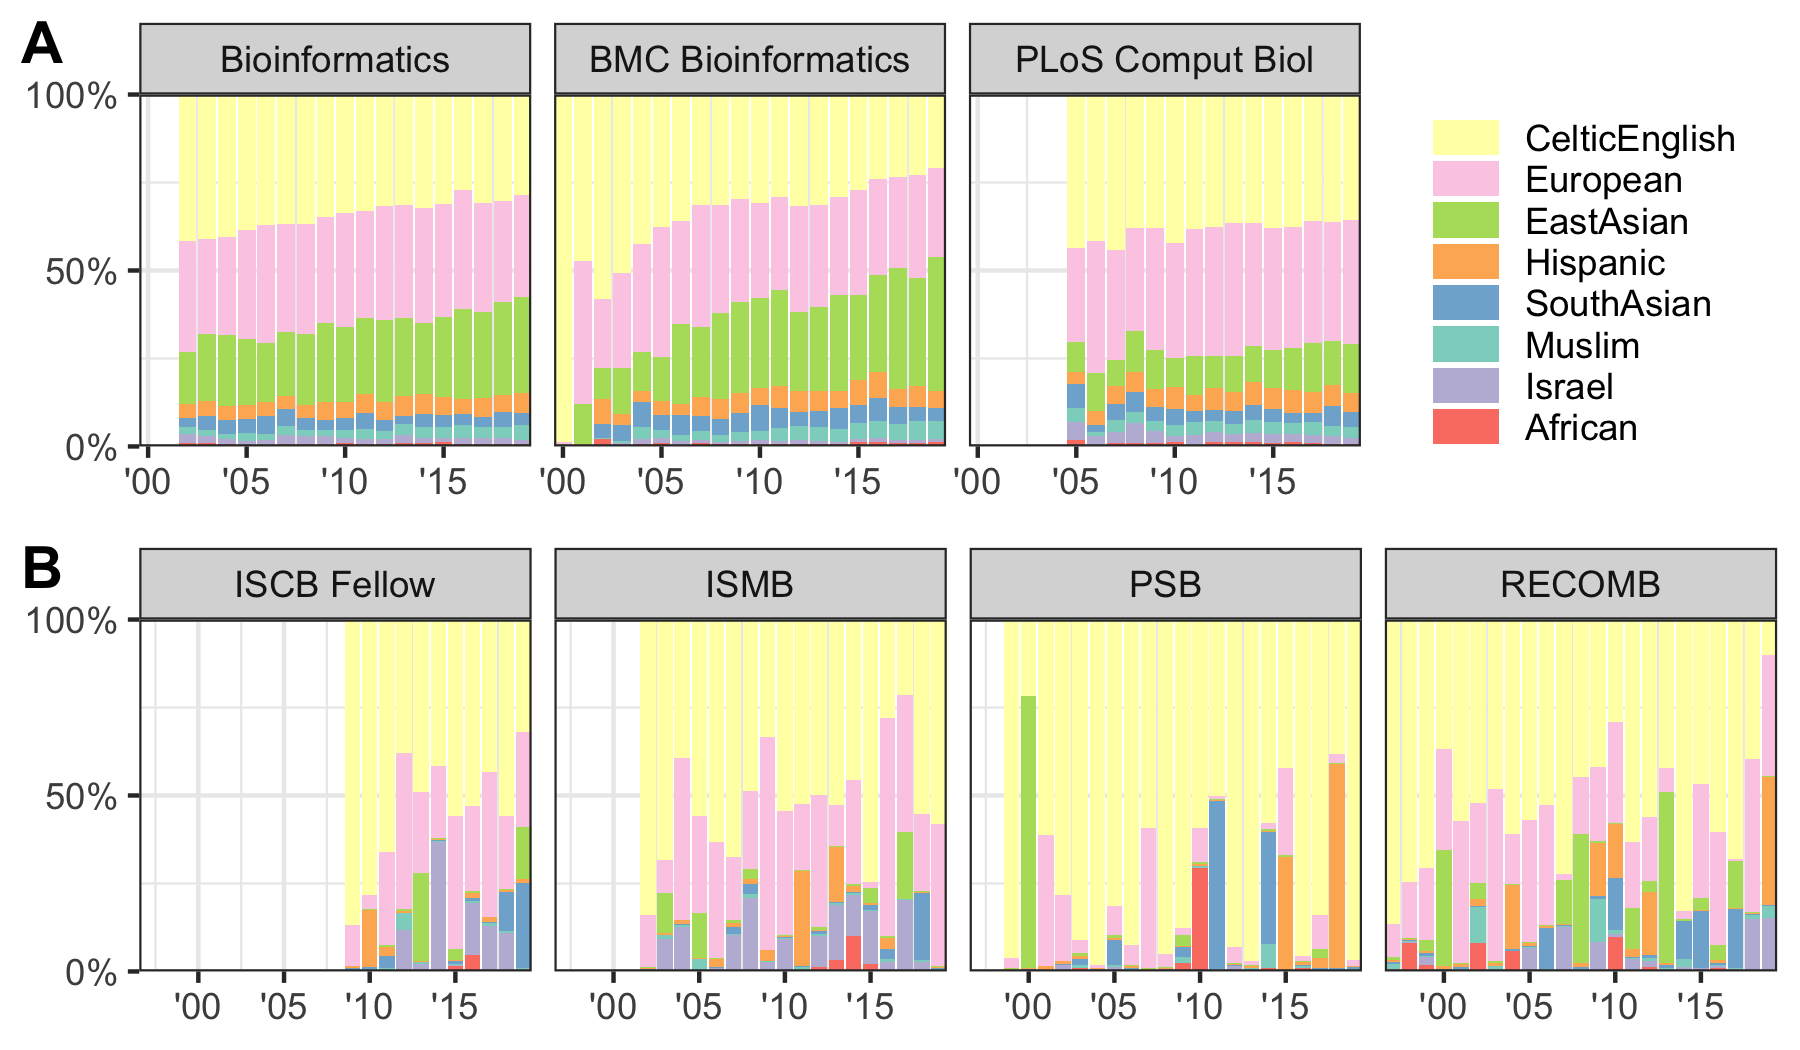 A
Bioinformatics
BMC Bioinformatics
PLoS Comput Biol
100%
50%
0%
'00 '05 '10 '15
'00 '05 '10 '15
'00 '05 '10 '15
CelticEnglish
European
EastAsian
Hispanic
SouthAsian
Muslim
Israel
African
B
ISCB Fellow
ISMB
PSB
RECOMB
100%
50%
0%
'00 '05 '10 '15
'00 '05 '10 '15
'00 '05 '10 '15
'00 '05 '10 '15